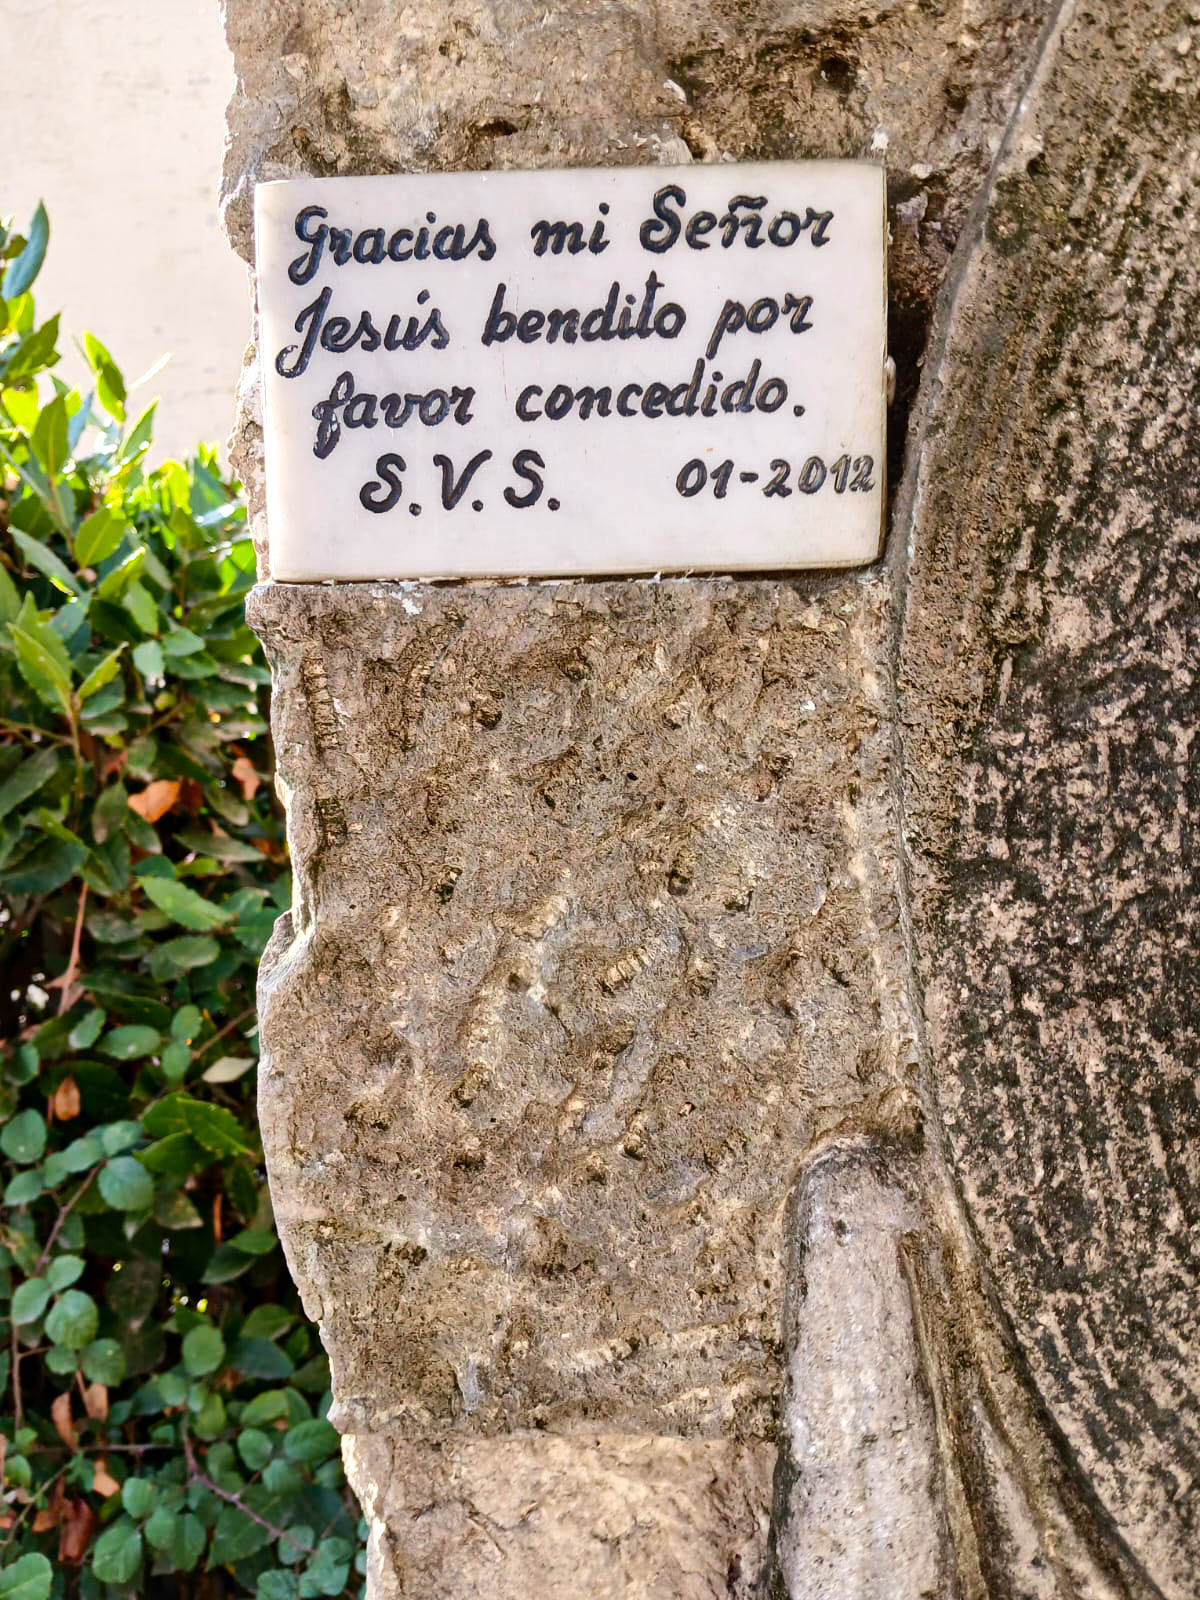 Gracias mi Señor
Jesús bendito por
favor concedido.
S.V.S. 01-2012